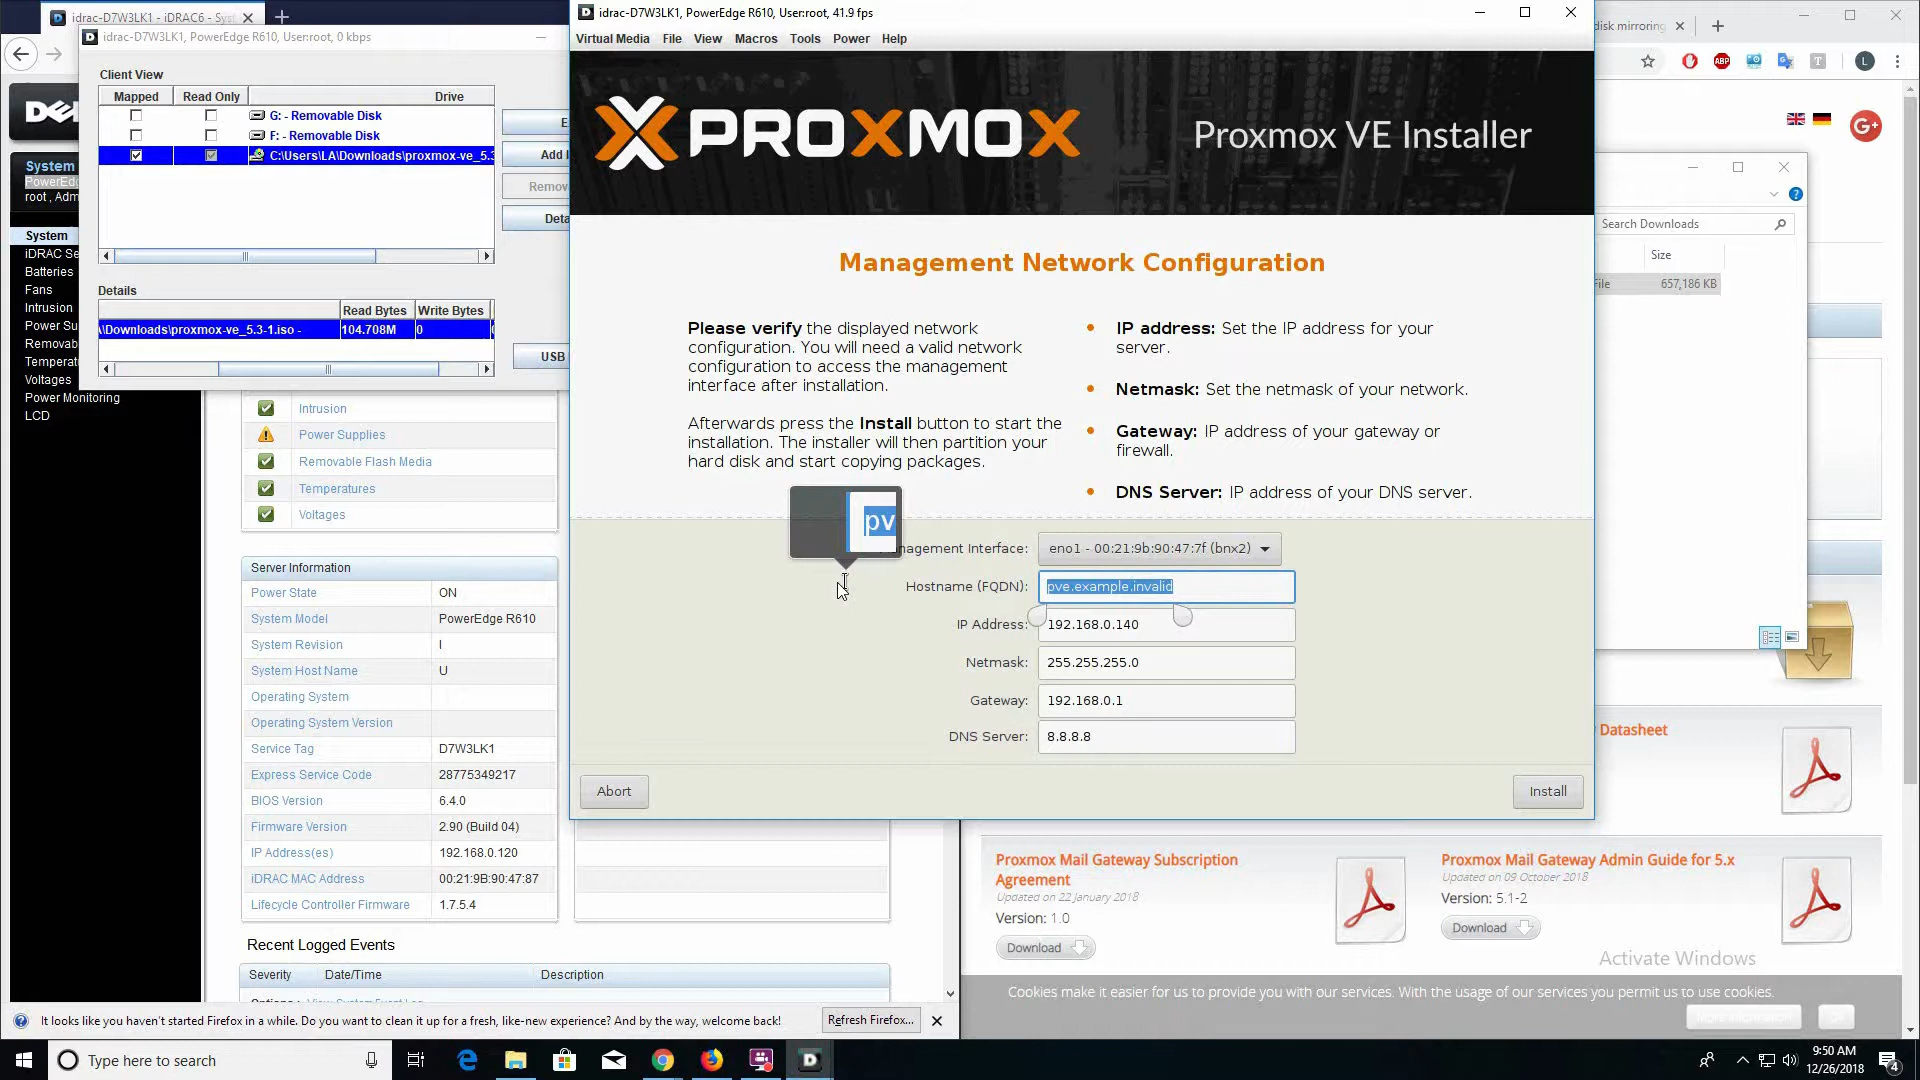 idrac-D7W3LK1 - iDRAC6 - Syst
idrac-D7W3LK1, PowerEdge R610, User:root, 0 kbps
Client View
Mapped Read Only Drive
G: - Removable Disk
F: - Removable Disk
C:\Users\LA\Downloads\proxmox-ve_5.3
Add I
Remov
Deta
Details
Read Bytes Write Bytes
\Downloads\proxmox-ve_5.3-1.iso - 104.708M 0
USB
System
PowerEdg
root , Adm
System
iDRAC Se
Batteries
Fans
Intrusion
Power Su
Removab
Temperat
Voltages
Power Monitoring
LCD
Intrusion
Power Supplies
Removable Flash Media
Temperatures
Voltages
Server Information
Power State ON
System Model PowerEdge R610
System Revision I
System Host Name U
Operating System
Operating System Version
Service Tag D7W3LK1
Express Service Code 28775349217
BIOS Version 6.4.0
Firmware Version 2.90 (Build 04)
IP Address(es) 192.168.0.120
iDRAC MAC Address 00:21:9B:90:47:87
Lifecycle Controller Firmware 1.7.5.4
Recent Logged Events
Severity Date/Time Description
It looks like you haven't started Firefox in a while. Do you want to clean it up for a fresh, like-new experience? And by the way, welcome back!
Refresh Firefox...
idrac-D7W3LK1, PowerEdge R610, User:root, 41.9 fps
Virtual Media File View Macros Tools Power Help
PROXMOX
Proxmox VE Installer
Management Network Configuration
Please verify the displayed network
configuration. You will need a valid network
configuration to access the management
interface after installation.
Afterwards press the Install button to start the
installation. The installer will then partition your
hard disk and start copying packages.
IP address: Set the IP address for your
server.
Netmask: Set the netmask of your network.
Gateway: IP address of your gateway or
firewall.
DNS Server: IP address of your DNS server.
pv
anagement Interface: eno1 - 00:21:9b:90:47:7f (bnx2)
Hostname (FQDN): pve.example.invalid
IP Address: 192.168.0.140
Netmask: 255.255.255.0
Gateway: 192.168.0.1
DNS Server: 8.8.8.8
Abort
Install
disk mirroring
ABP
T
L
G+
Search Downloads
Size
File 657,186 KB
Datasheet
Proxmox Mail Gateway Subscription
Agreement
Updated on 22 January 2018
Version: 1.0
Download
Proxmox Mail Gateway Admin Guide for 5.x
Updated on 09 October 2018
Version: 5.1-2
Download
Activate Windows
Cookies make it easier for us to provide you with our services. With the usage of our services you permit us to use cookies.
Type here to search
9:50 AM
12/26/2018
4